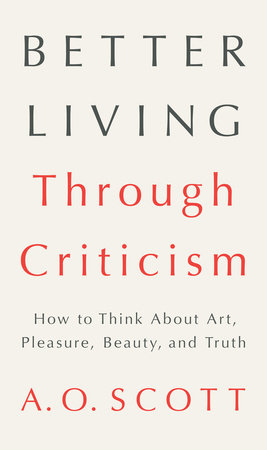 BETTER
LIVING
Through
Criticism
How to Think About Art,
Pleasure, Beauty, and Truth
A. O. SCOTT